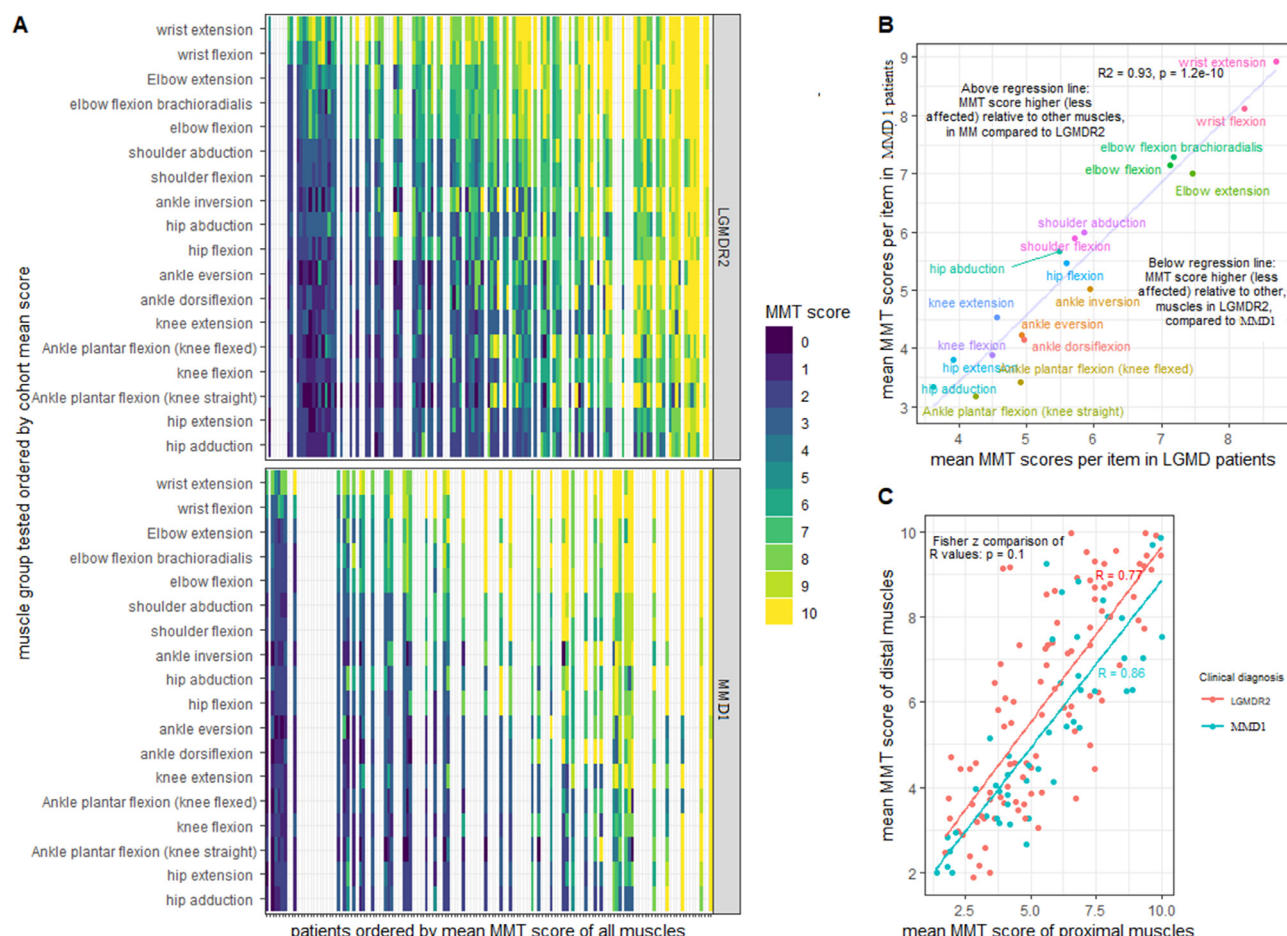 A
muscle group tested ordered by cohort mean score
wrist extension
wrist flexion
Elbow extension
elbow flexion brachioradialis
elbow flexion
shoulder abduction
shoulder flexion
ankle inversion
hip abduction
hip flexion
ankle eversion
ankle dorsiflexion
knee extension
Ankle plantar flexion (knee flexed)
knee flexion
Ankle plantar flexion (knee straight)
hip extension
hip adduction
LGMDR2
wrist extension
wrist flexion
Elbow extension
elbow flexion brachioradialis
elbow flexion
shoulder abduction
shoulder flexion
ankle inversion
hip abduction
hip flexion
ankle eversion
ankle dorsiflexion
knee extension
Ankle plantar flexion (knee flexed)
knee flexion
Ankle plantar flexion (knee straight)
hip extension
hip adduction
MMD1
patients ordered by mean MMT score of all muscles
MMT score
0
1
2
3
4
5
6
7
8
9
10
B
mean MMT scores per item in MMD1 patients
9
8
7
6
5
4
3
wrist extension
R2 = 0.93, p = 1.2e-10
Above regression line:
MMT score higher (less
affected) relative to other muscles,
in MM compared to LGMDR2
wrist flexion
elbow flexion brachioradialis
elbow flexion
Elbow extension
shoulder abduction
shoulder flexion
hip abduction
hip flexion
Below regression line:
MMT score higher (less
affected) relative to other,
muscles in LGMDR2,
compared to MMD1
ankle inversion
knee extension
ankle eversion
knee flexion
ankle dorsiflexion
hip extension
Ankle plantar flexion (knee flexed)
hip adduction
Ankle plantar flexion (knee straight)
4
5
6
7
8
mean MMT scores per item in LGMD patients
C
mean MMT score of distal muscles
10
8
6
4
2
Fisher z comparison of
R values: p = 0.1
R = 0.77
R = 0.86
2.5
5.0
7.5
10.0
mean MMT score of proximal muscles
Clinical diagnosis
LGMDR2
MMD1